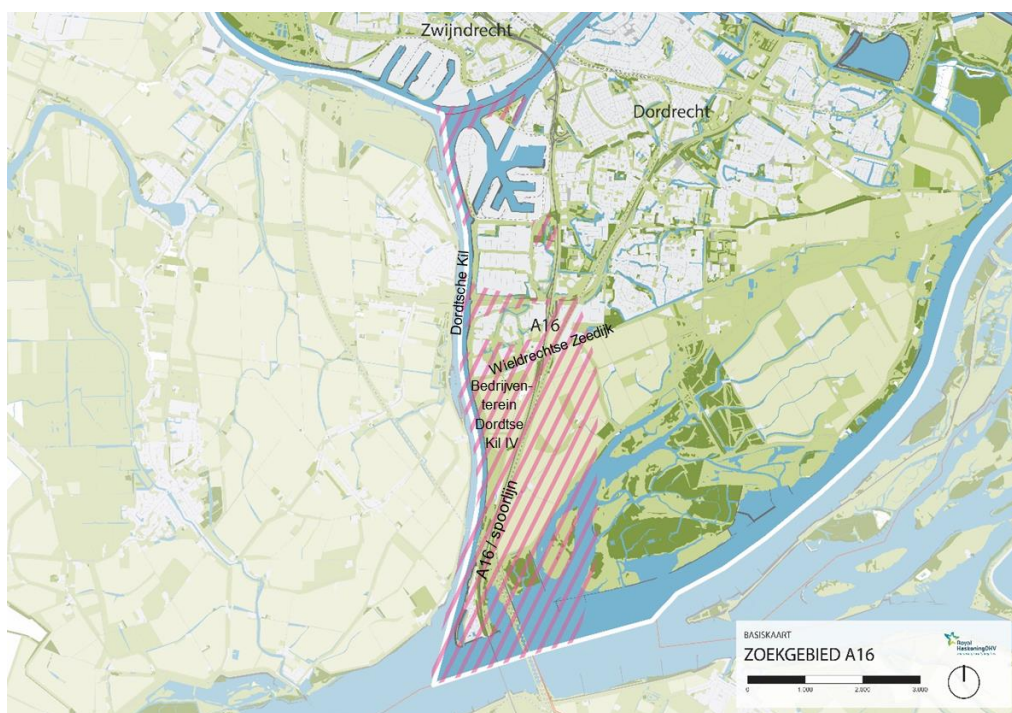 Zwijndrecht
Dordrecht
Dordtsche Kil
A16
Wieldrechtse Zeedijk
Bedrijven-
terein
Dordtse
Kil IV
A16 / spoorlijn
BASISKAART
ZOEKGEBIED A16
Royal
HaskoningDHV
0 1.000 2.000 3.000